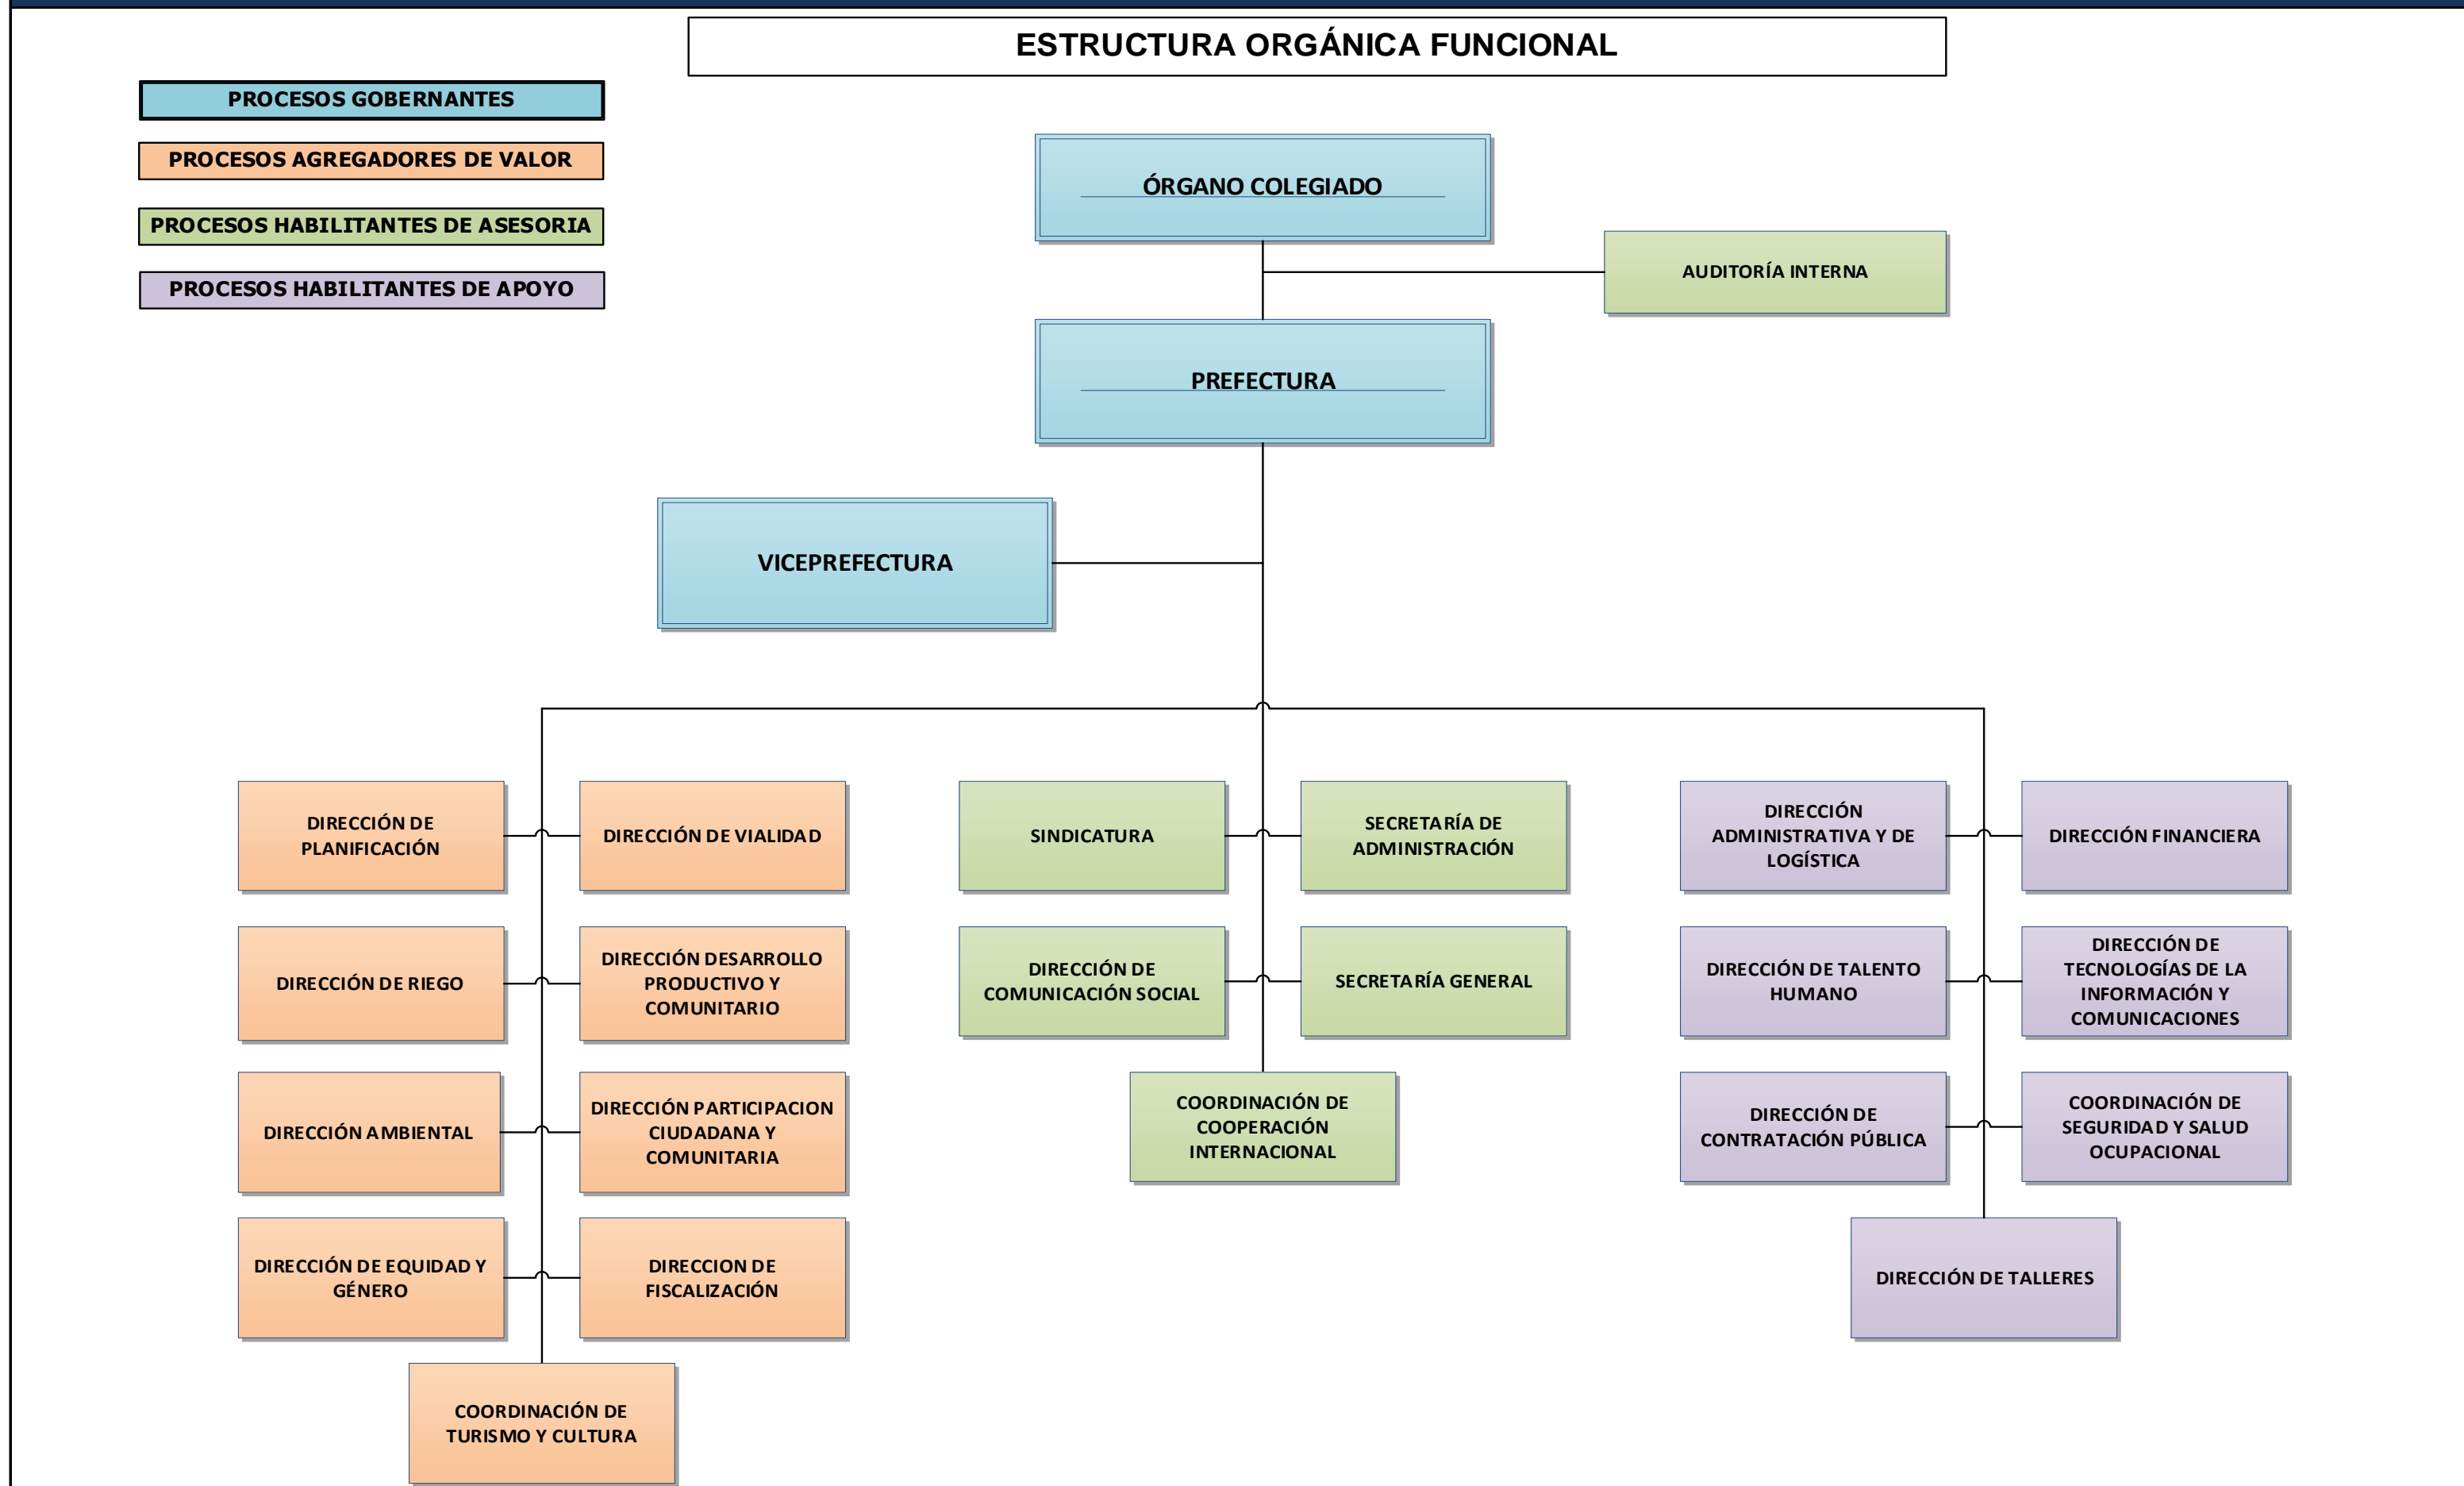 ESTRUCTURA ORGÁNICA FUNCIONAL
PROCESOS GOBERNANTES
PROCESOS AGREGADORES DE VALOR
PROCESOS HABILITANTES DE ASESORIA
PROCESOS HABILITANTES DE APOYO
ÓRGANO COLEGIADO
AUDITORÍA INTERNA
PREFECTURA
VICEPREFECTURA
DIRECCIÓN DE
PLANIFICACIÓN
DIRECCIÓN DE VIALIDAD
DIRECCIÓN DE RIEGO
DIRECCIÓN DESARROLLO
PRODUCTIVO Y
COMUNITARIO
DIRECCIÓN AMBIENTAL
DIRECCIÓN PARTICIPACION
CIUDADANA Y
COMUNITARIA
DIRECCIÓN DE EQUIDAD Y
GÉNERO
DIRECCION DE
FISCALIZACIÓN
COORDINACIÓN DE
TURISMO Y CULTURA
SINDICATURA
SECRETARÍA DE
ADMINISTRACIÓN
DIRECCIÓN DE
COMUNICACIÓN SOCIAL
SECRETARÍA GENERAL
COORDINACIÓN DE
COOPERACIÓN
INTERNACIONAL
DIRECCIÓN
ADMINISTRATIVA Y DE
LOGÍSTICA
DIRECCIÓN FINANCIERA
DIRECCIÓN DE TALENTO
HUMANO
DIRECCIÓN DE
TECNOLOGÍAS DE LA
INFORMACIÓN Y
COMUNICACIONES
DIRECCIÓN DE
CONTRATACIÓN PÚBLICA
COORDINACIÓN DE
SEGURIDAD Y SALUD
OCUPACIONAL
DIRECCIÓN DE TALLERES